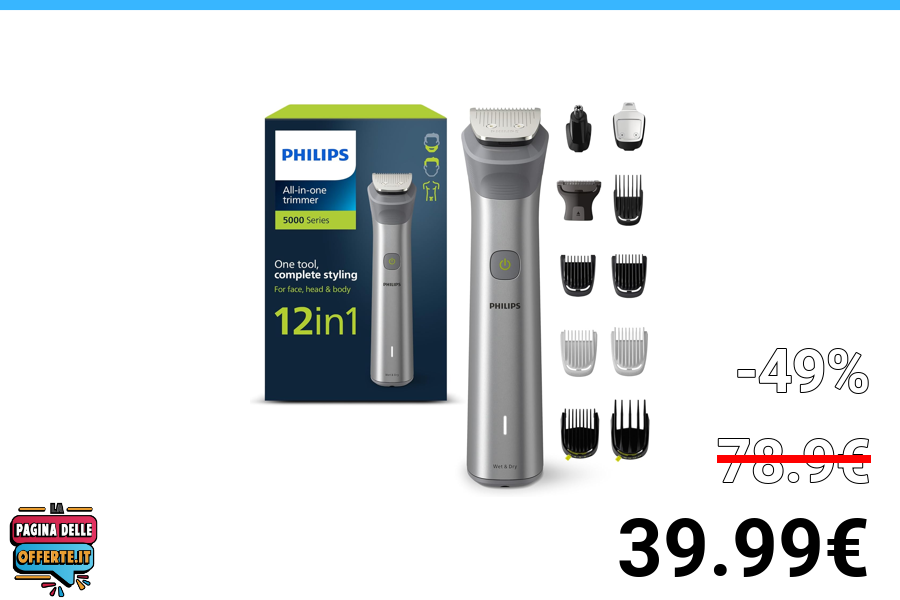 PHILIPS
All-in-one
trimmer
5000 Series
One tool,
complete styling
For face, head & body
12in1
PHILIPS
PHILIPS
Wet & Dry
-49%
78.9€
39.99€
LA
PAGINA DELLE
OFFERTE.IT